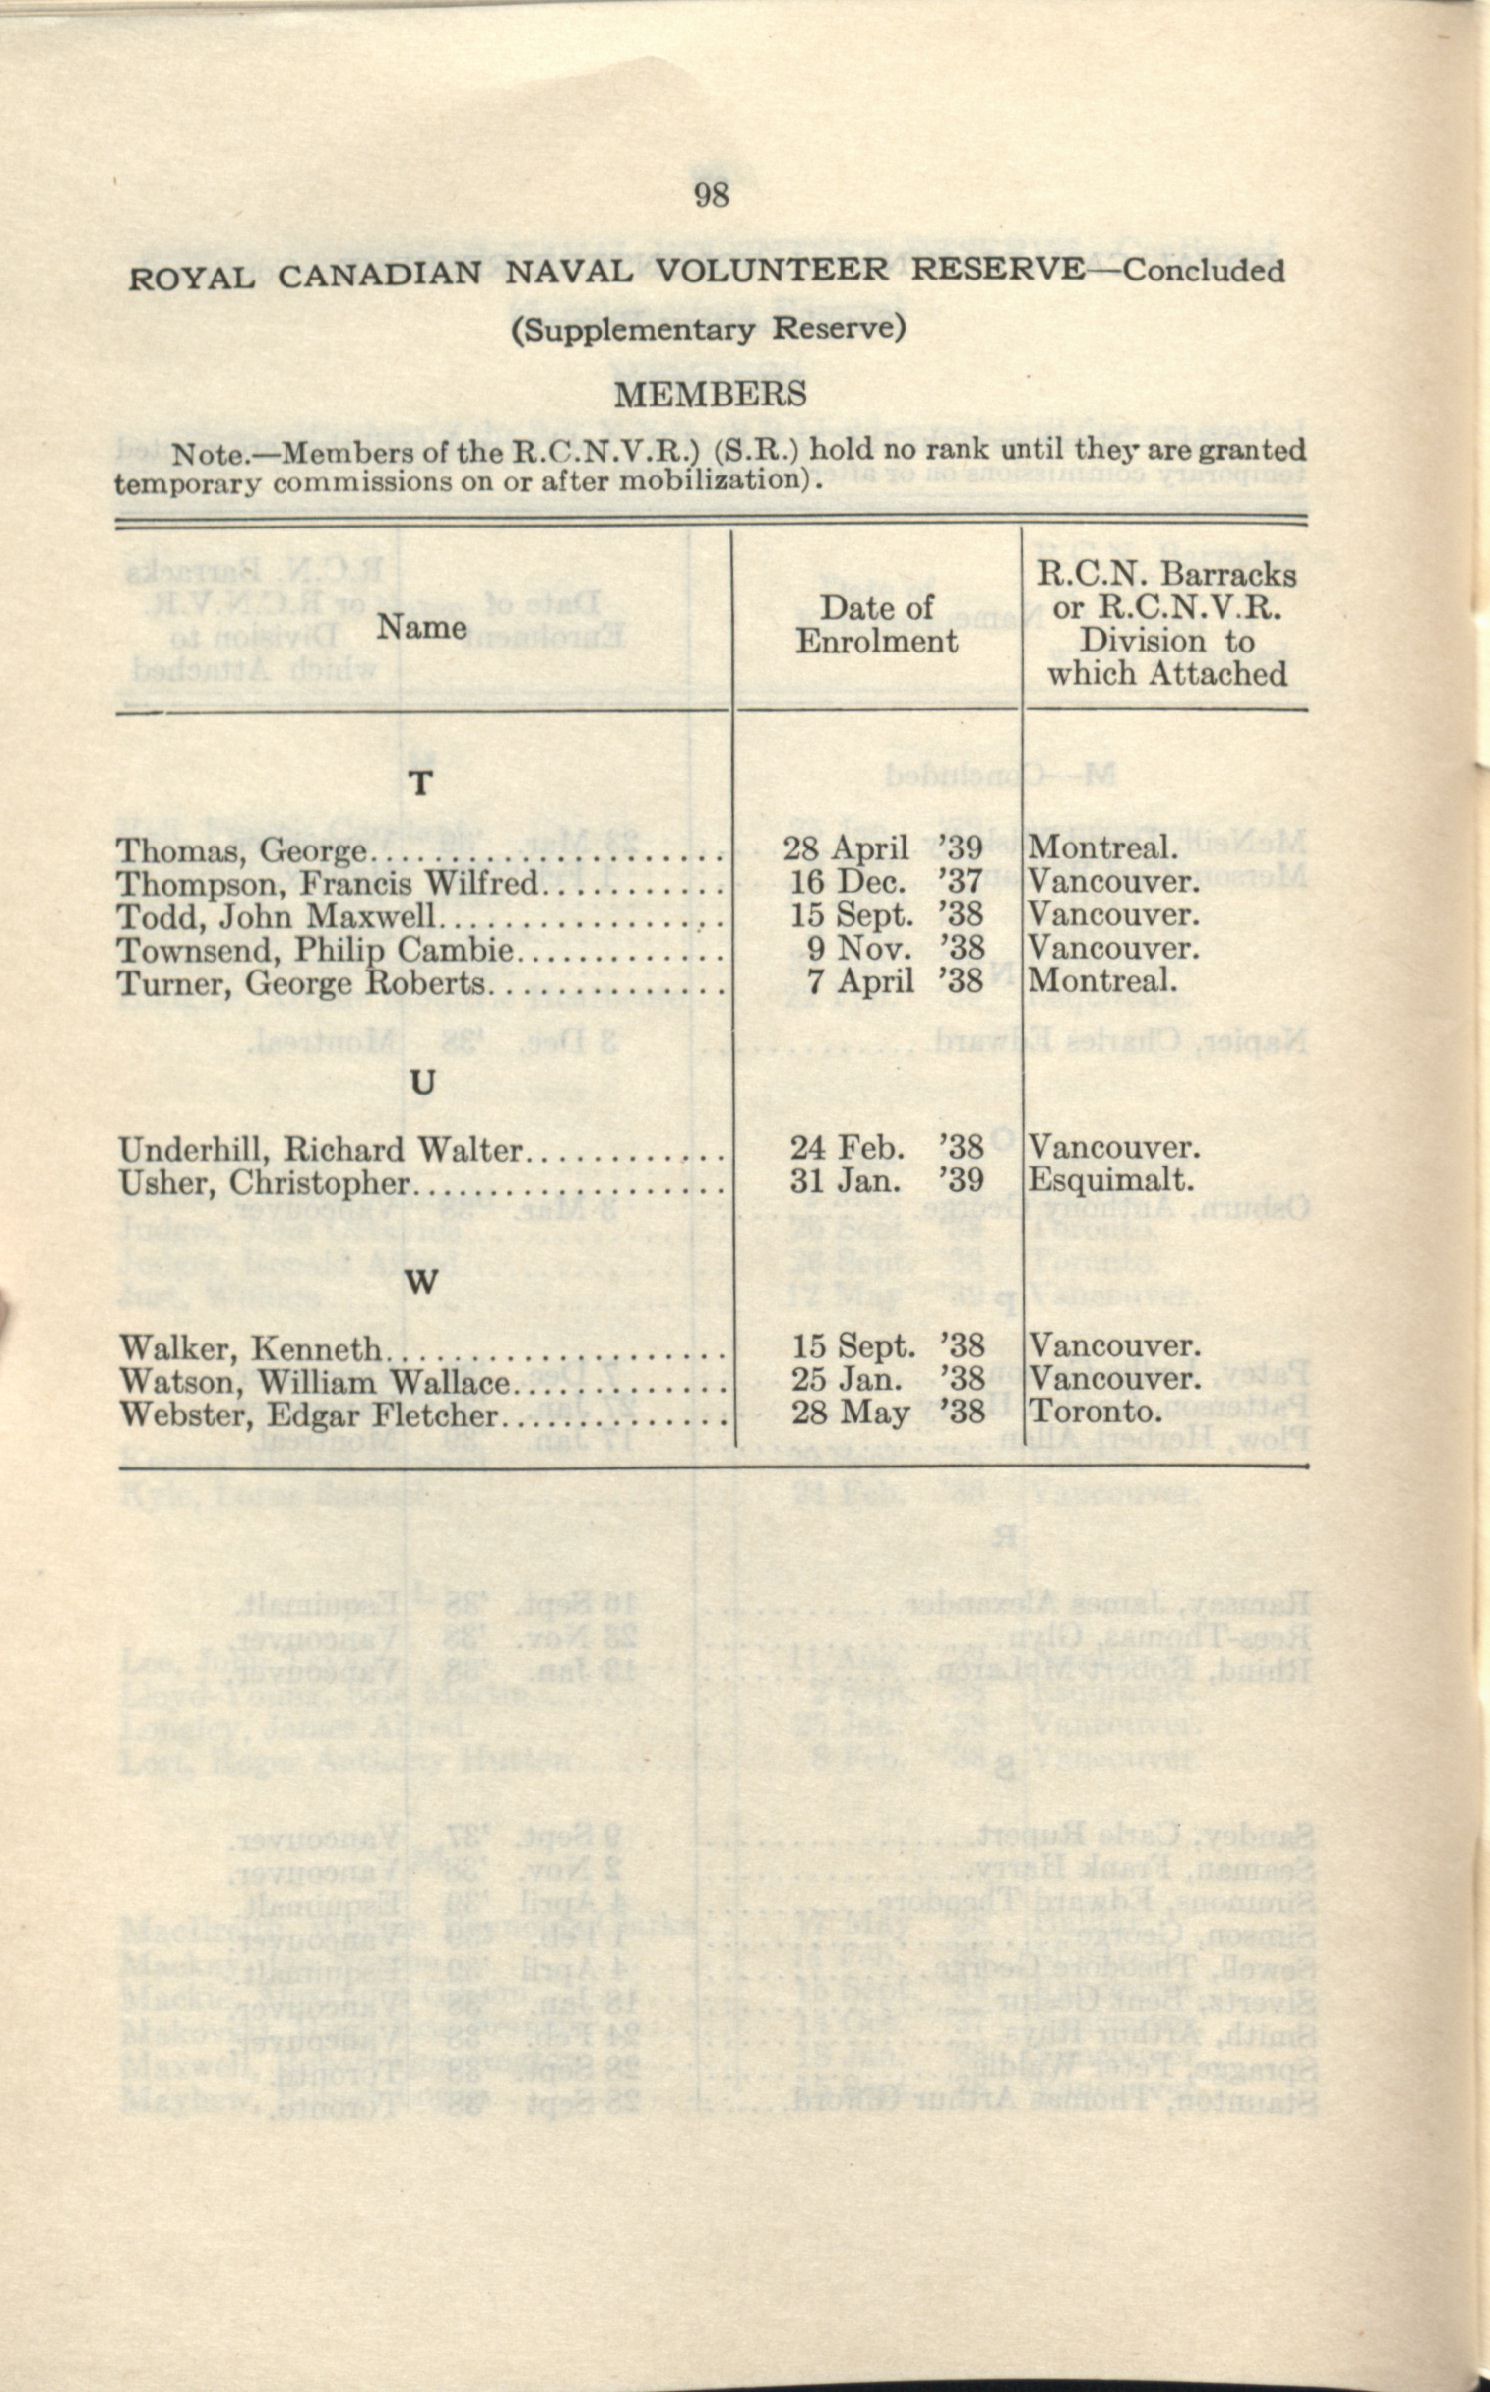 98
ROYAL CANADIAN NAVAL VOLUNTEER RESERVE—Concluded
(Supplementary Reserve)
MEMBERS
Note.—Members of the R.C.N.V.R.) (S.R.) hold no rank until they are granted
temporary commissions on or after mobilization).
Name
Date of
Enrolment
R.C.N. Barracks
or R.C.N.V.R.
Division to
which Attached
T
Thomas, George....................... 28 April '39 Montreal.
Thompson, Francis Wilfred............ 16 Dec. '37 Vancouver.
Todd, John Maxwell.................. 15 Sept. '38 Vancouver.
Townsend, Philip Cambie............. 9 Nov. '38 Vancouver.
Turner, George Roberts.............. 7 April '38 Montreal.
U
Underhill, Richard Walter............ 24 Feb. '38 Vancouver.
Usher, Christopher.................... 31 Jan. '39 Esquimalt.
W
Walker, Kenneth...................... 15 Sept. '38 Vancouver.
Watson, William Wallace............. 25 Jan. '38 Vancouver.
Webster, Edgar Fletcher.............. 28 May '38 Toronto.